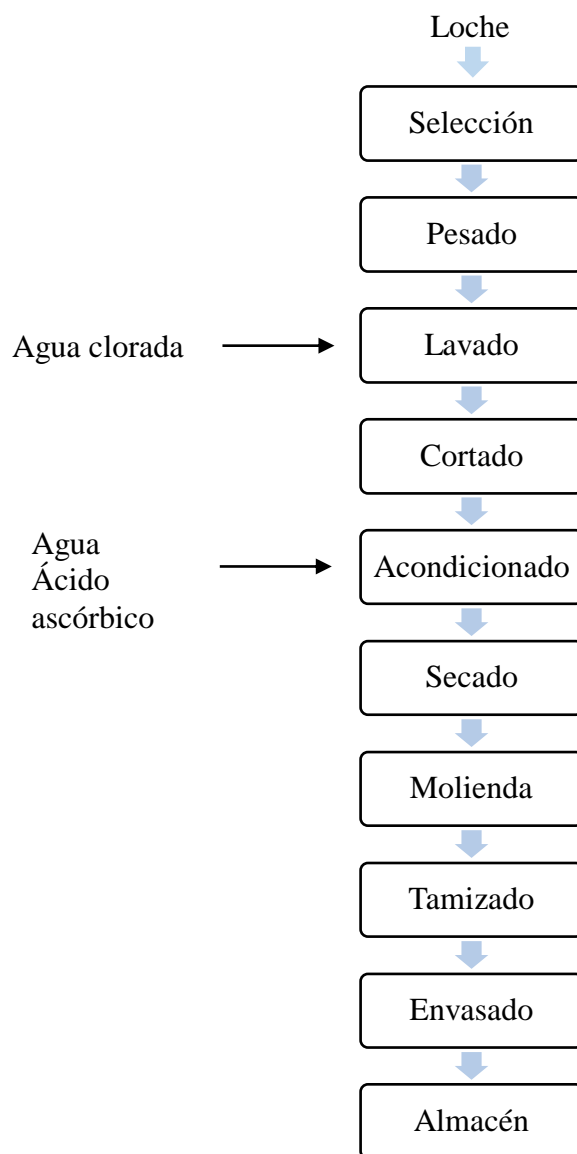 Loche
Selección
Pesado
Agua clorada
Lavado
Cortado
Agua
Ácido
ascórbico
Acondicionado
Secado
Molienda
Tamizado
Envasado
Almacén